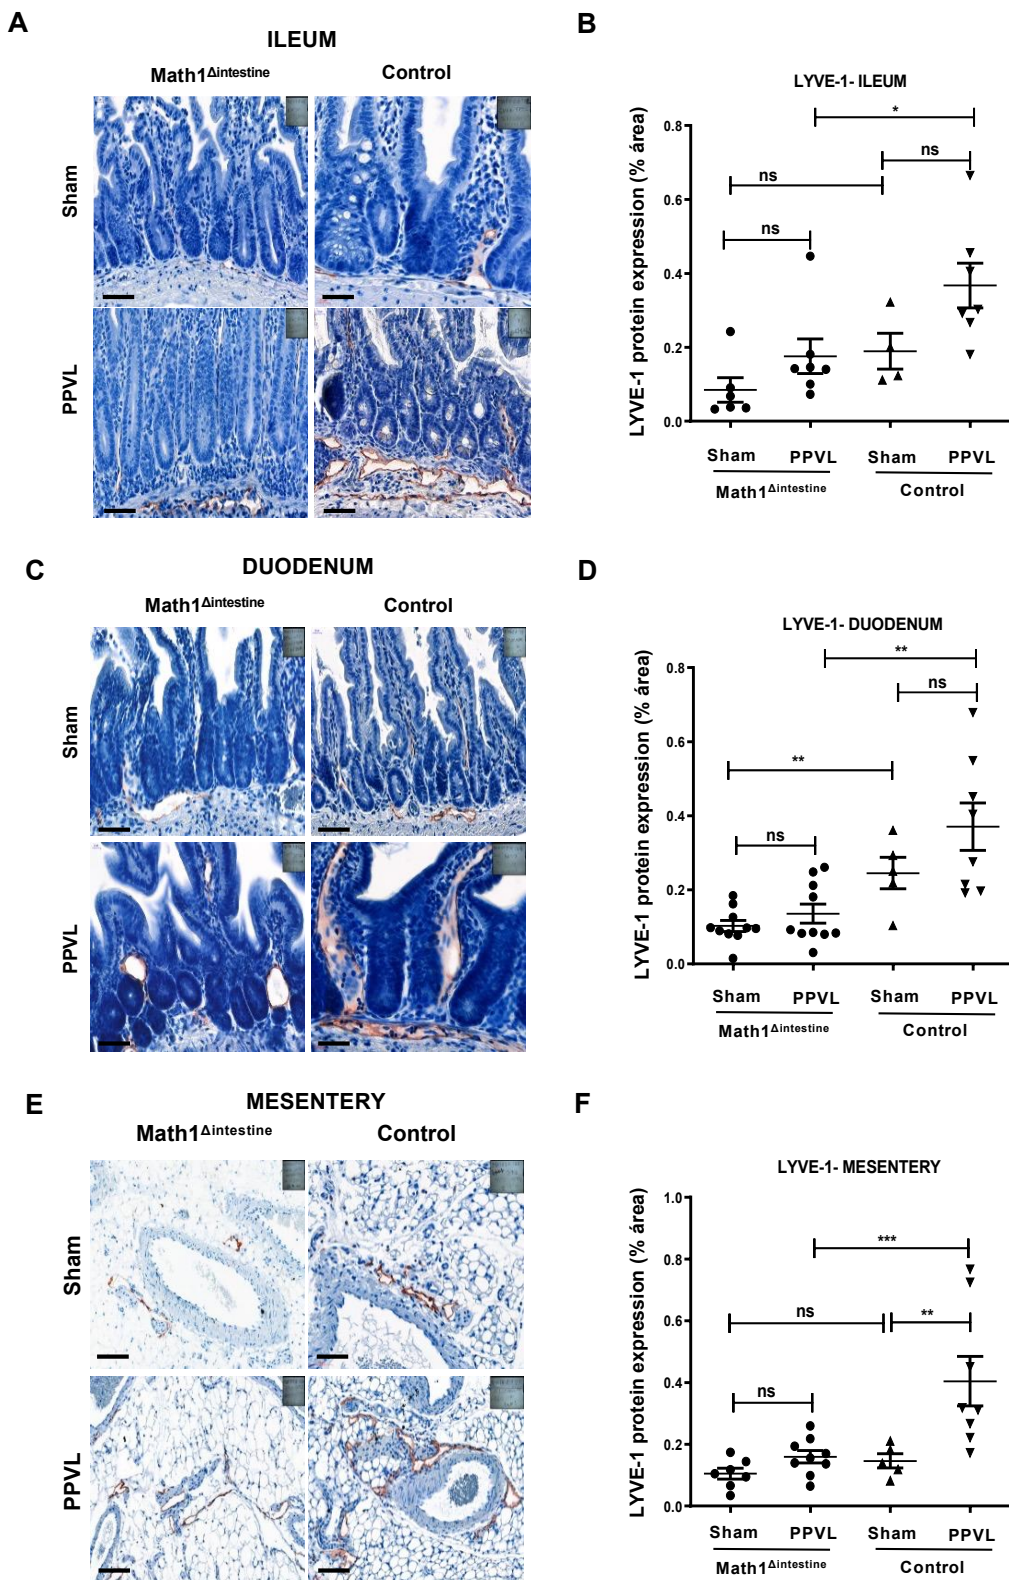 A
ILEUM
Math1Δintestine
Control
Sham
PPVL
B
LYVE-1- ILEUM
LYVE-1 protein expression (% área)
0.8
0.6
0.4
0.2
0.0
*
ns
ns
ns
Sham
PPVL
Sham
PPVL
Math1Δintestine
Control
C
DUODENUM
Math1Δintestine
Control
Sham
PPVL
D
LYVE-1- DUODENUM
LYVE-1 protein expression (% área)
0.8
0.6
0.4
0.2
0.0
**
ns
**
ns
Sham
PPVL
Sham
PPVL
Math1Δintestine
Control
E
MESENTERY
Math1Δintestine
Control
Sham
PPVL
F
LYVE-1- MESENTERY
LYVE-1 protein expression (% área)
1.0
0.8
0.6
0.4
0.2
0.0
***
ns
**
ns
Sham
PPVL
Sham
PPVL
Math1Δintestine
Control